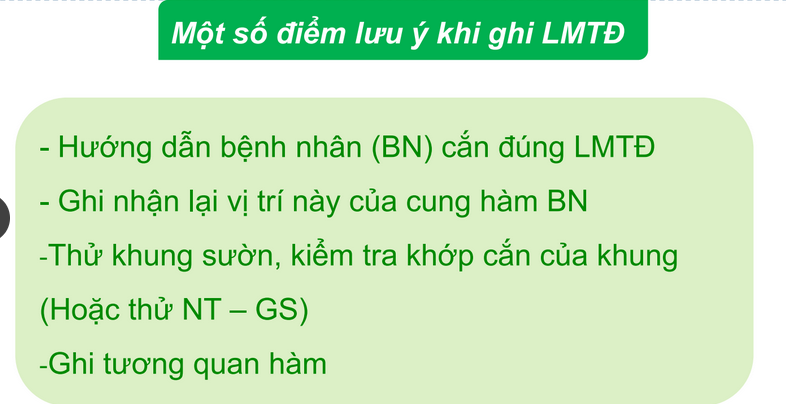 Một số điểm lưu ý khi ghi LMTĐ
- Hướng dẫn bệnh nhân (BN) cắn đúng LMTĐ
- Ghi nhận lại vị trí này của cung hàm BN
-Thử khung sườn, kiểm tra khớp cắn của khung
(Hoặc thử NT – GS)
-Ghi tương quan hàm